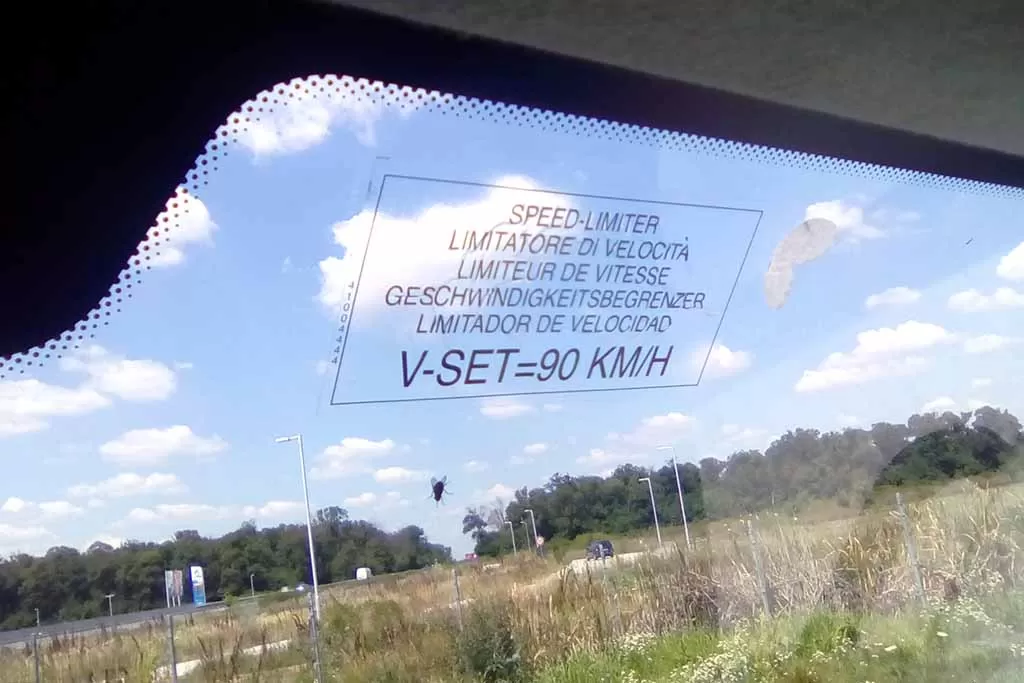 SPEED-LIMITER
LIMITATORE DI VELOCITÀ
LIMITEUR DE VITESSE
GESCHWINDIGKEITSBEGRENZER
LIMITADOR DE VELOCIDAD
V-SET=90 KM/H